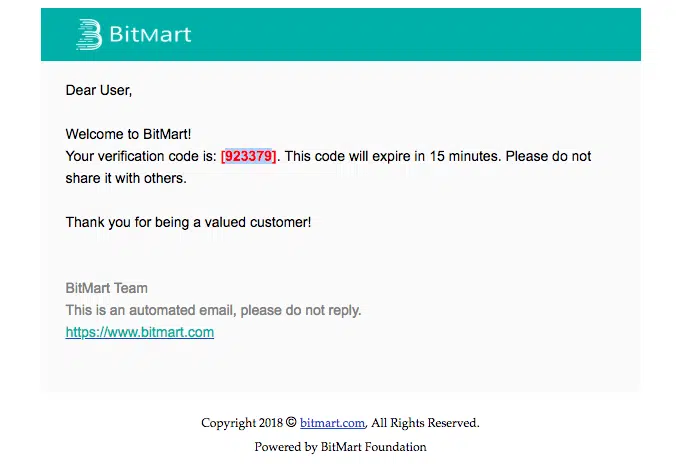 BitMart
Dear User,
Welcome to BitMart!
Your verification code is: [923379]. This code will expire in 15 minutes. Please do not
share it with others.
Thank you for being a valued customer!
BitMart Team
This is an automated email, please do not reply.
https://www.bitmart.com
Copyright 2018 © bitmart.com, All Rights Reserved.
Powered by BitMart Foundation